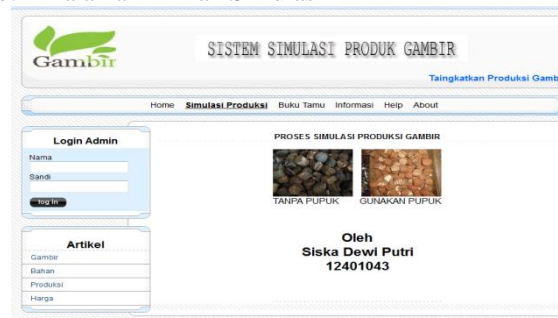 Gambir
SISTEM SIMULASI PRODUK GAMBIR
Taingkatkan Produksi Gamb
Home Simulasi Produksi Buku Tamu Informasi Help About
Login Admin
Nama
Sandi
log in
Artikel
Gambir
Bahan
Produksi
Harga
PROSES SIMULASI PRODUKSI GAMBIR
TANPA PUPUK GUNAKAN PUPUK
Oleh
Siska Dewi Putri
12401043